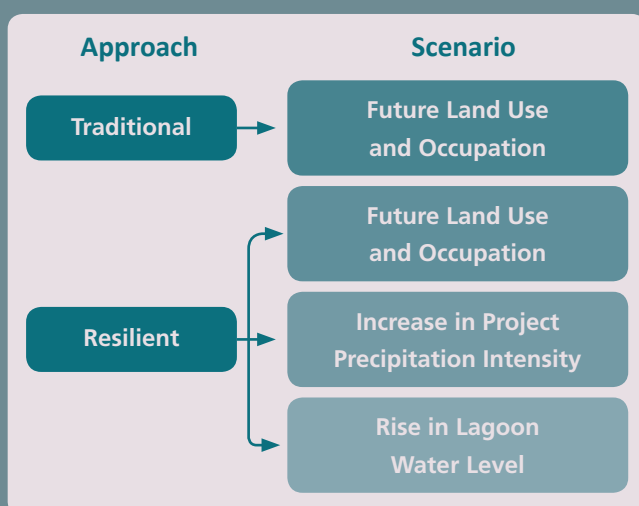 Approach
Scenario
Traditional
Future Land Use
and Occupation
Resilient
Future Land Use
and Occupation
Increase in Project
Precipitation Intensity
Rise in Lagoon
Water Level